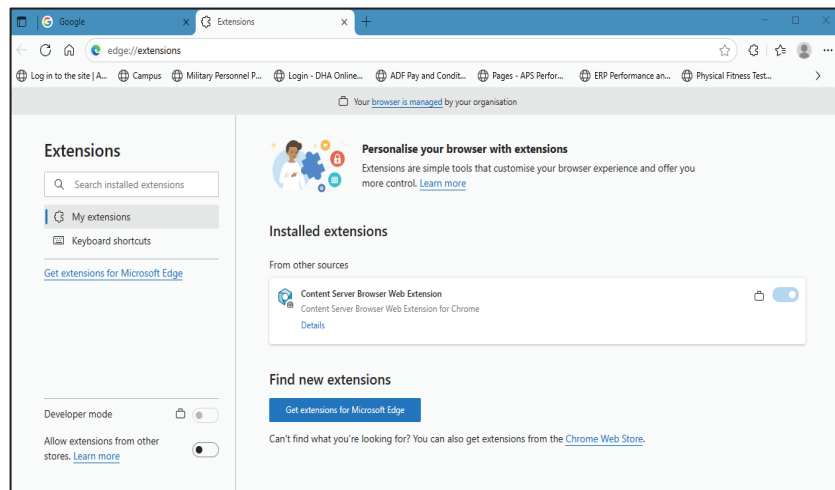 Google
Extensions
edge://extensions
Log in to the site | A...
Campus
Military Personnel P...
Login - DHA Online...
ADF Pay and Condit...
Pages - APS Perfor...
ERP Performance an...
Physical Fitness Test...
Your browser is managed by your organisation
Extensions
Search installed extensions
My extensions
Keyboard shortcuts
Get extensions for Microsoft Edge
Developer mode
Allow extensions from other
stores. Learn more
Personalise your browser with extensions
Extensions are simple tools that customise your browser experience and offer you
more control. Learn more
Installed extensions
From other sources
Content Server Browser Web Extension
Content Server Browser Web Extension for Chrome
Details
Find new extensions
Get extensions for Microsoft Edge
Can't find what you're looking for? You can also get extensions from the Chrome Web Store.